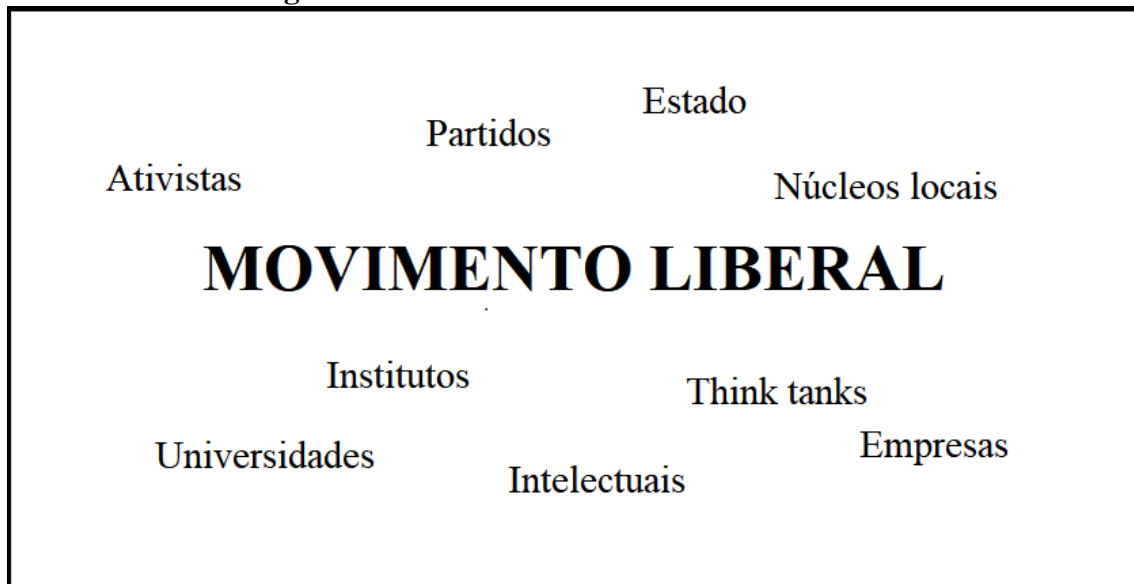 Estado
Partidos
Ativistas
Núcleos locais
MOVIMENTO LIBERAL
Institutos
Think tanks
Empresas
Universidades
Intelectuais